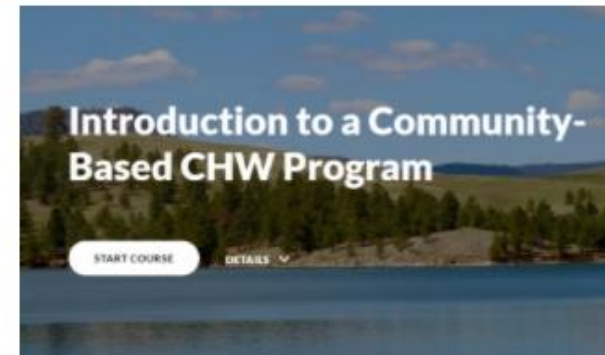 Introduction to a Community-
Based CHW Program
START COURSE
DETAILS